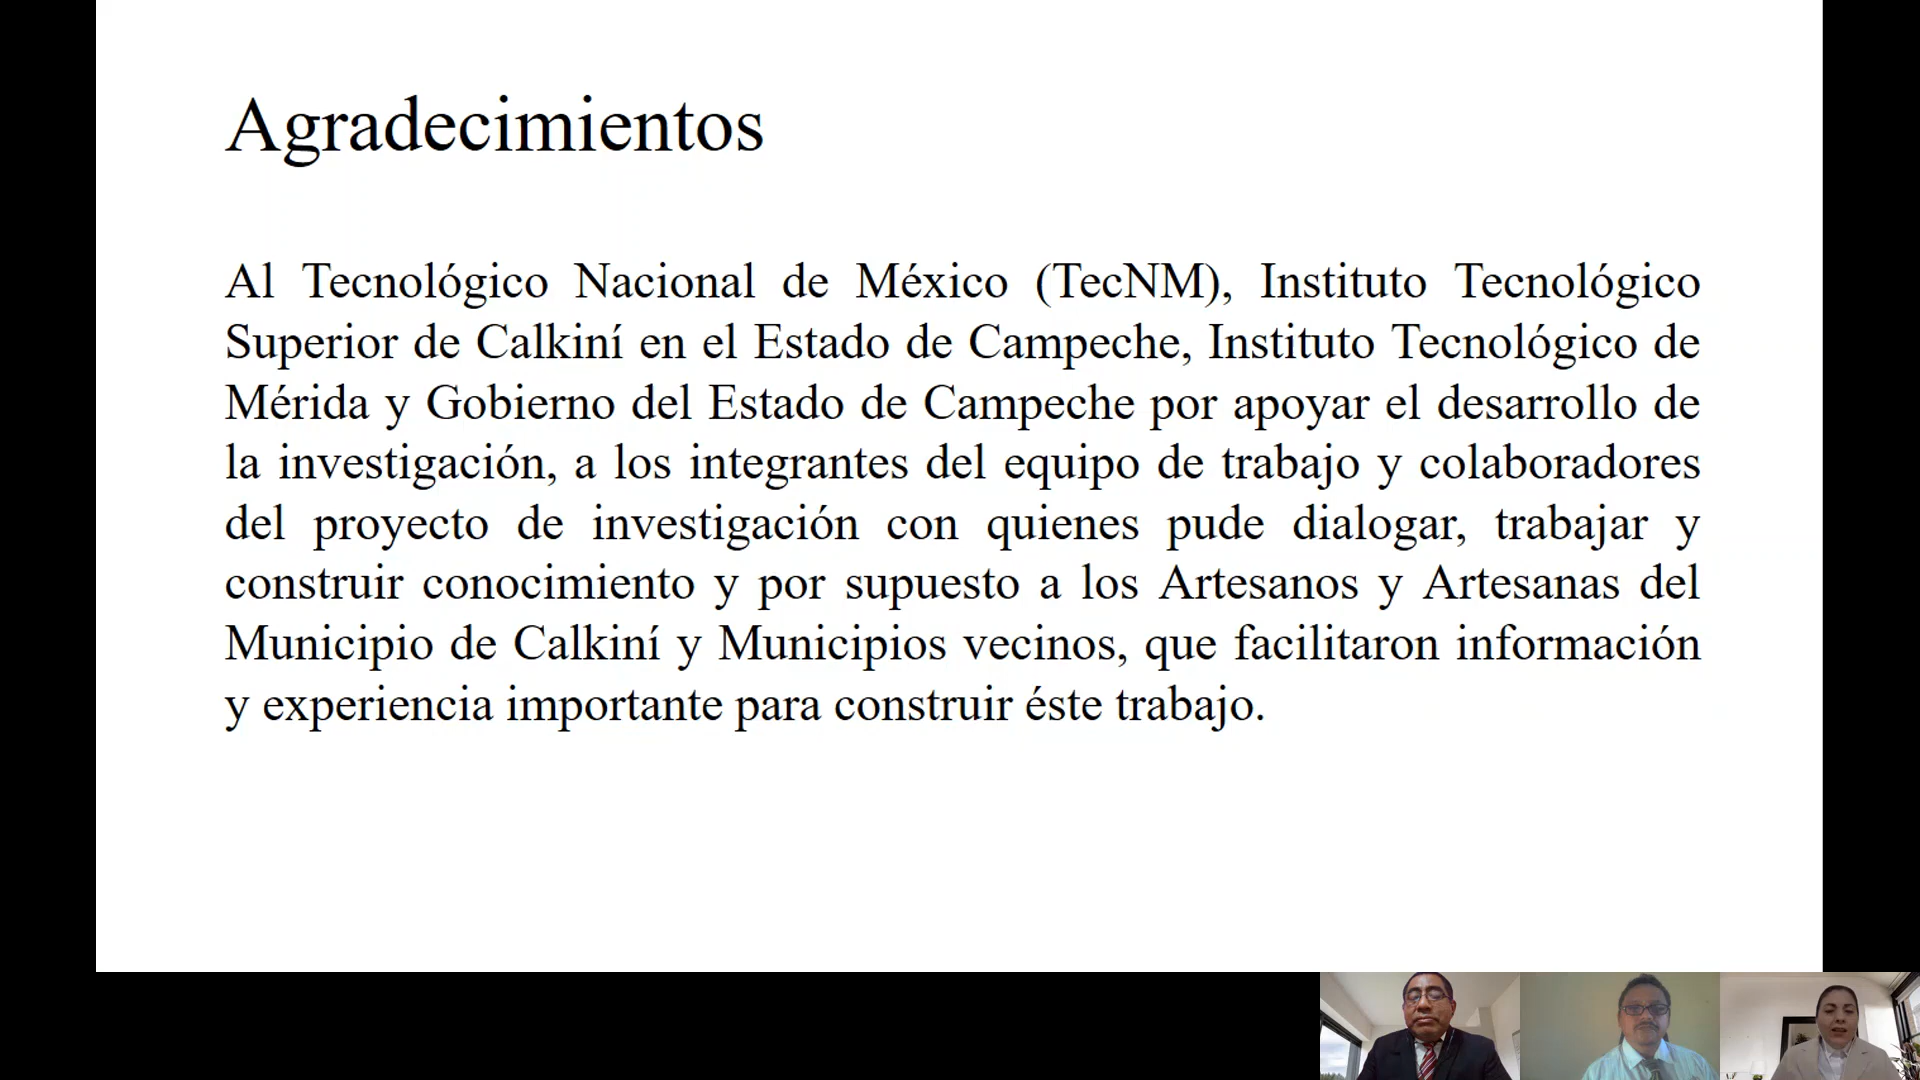 Agradecimientos
Al Tecnológico Nacional de México (TecNM), Instituto Tecnológico
Superior de Calkiní en el Estado de Campeche, Instituto Tecnológico de
Mérida y Gobierno del Estado de Campeche por apoyar el desarrollo de
la investigación, a los integrantes del equipo de trabajo y colaboradores
del proyecto de investigación con quienes pude dialogar, trabajar y
construir conocimiento y por supuesto a los Artesanos y Artesanas del
Municipio de Calkiní y Municipios vecinos, que facilitaron información
y experiencia importante para construir éste trabajo.